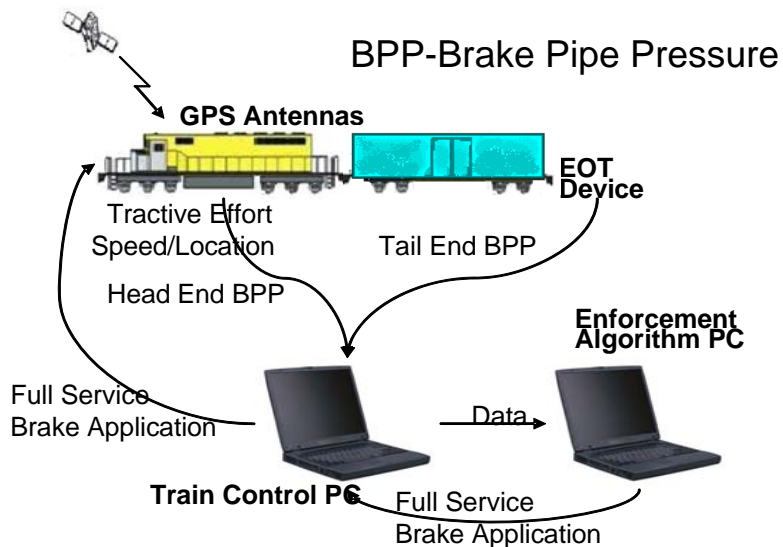 BPP-Brake Pipe Pressure
GPS Antennas
EOT
Device
Tractive Effort
Speed/Location
Tail End BPP
Head End BPP
Enforcement
Algorithm PC
Full Service
Brake Application
Data
Train Control PC
Full Service
Brake Application